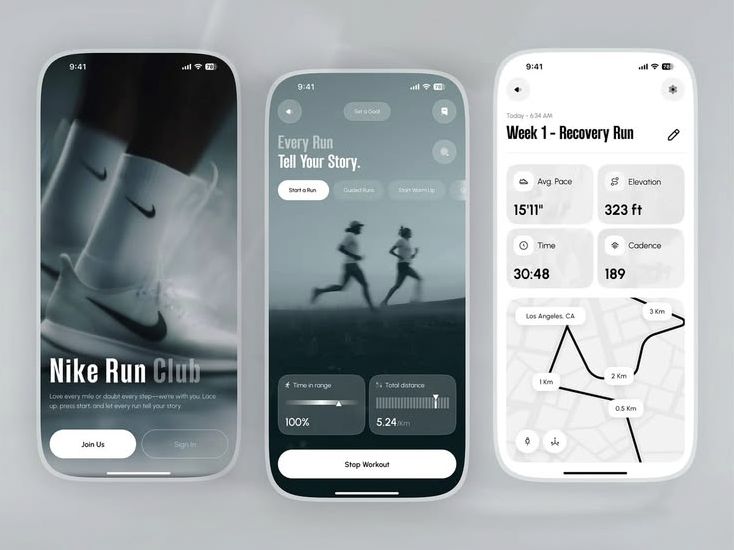 9:41
78
Nike Run Club
Love every mile or doubt every step—we're with you. Lace
up, press start, and let every run tell your story.
Join Us
Sign In
9:41
78
Set a Goal
Every Run
Tell Your Story.
Start a Run
Guided Runs
Start Warm Up
Time in range
100%
Total distance
5.24/Km
Stop Workout
9:41
78
Today - 6:34 AM
Week 1 - Recovery Run
Avg. Pace
15'11"
Elevation
323 ft
Time
30:48
Cadence
189
Los Angeles, CA
3 Km
1 Km
2 Km
0.5 Km